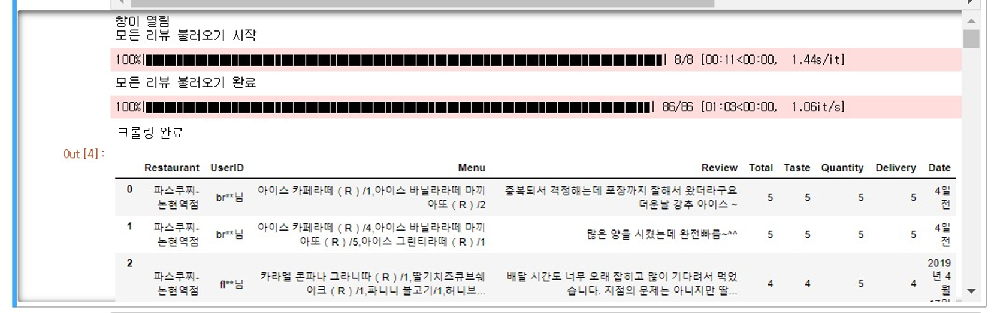 창이 열림
모든 리뷰 불러오기 시작
100%| 8/8 [00:11<00:00, 1.44s/it]
모든 리뷰 불러오기 완료
100%| 86/86 [01:03<00:00, 1.06it/s]
크롤링 완료
Out[4]:
Restaurant UserID Menu Review Total Taste Quantity Delivery Date
0 파스쿠찌-논현역점 br**님 아이스 카페라떼 ( R ) /1,아이스 바닐라라떼 마끼 중복되서 걱정해는데 포장까지 잘해서 왔더라구요 5 5 5 5 4일
아또 ( R ) /2 더운날 강추 아이스 ~ 전
1 파스쿠찌-논현역점 br**님 아이스 카페라떼 ( R ) /4,아이스 바닐라라떼 마끼 많은 양을 시켰는데 완전빠름~^^ 5 5 5 5 4일
아또 ( R ) /5,아이스 그린티라떼 ( R ) /1 전
2 파스쿠찌-논현역점 fl**님 카라멜 콘파나 그라니따 ( R ) /1,딸기치즈큐브쉐 배달 시간도 너무 오래 잡히고 많이 기다려서 먹었 4 4 5 4 2019
이크 ( R ) /1,파니니 불고기/1,허니브... 습니다. 지점의 문제는 아니지만 딸... 년 4
월